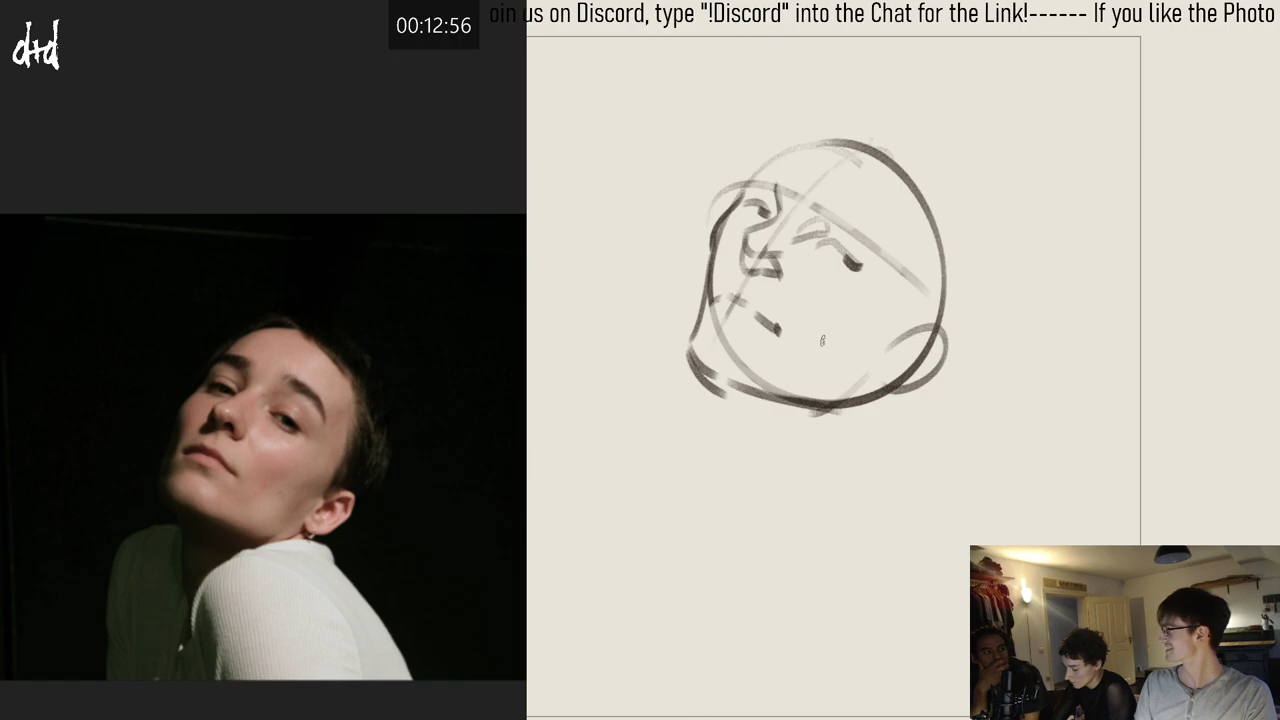 d+d
00:12:56
oin us on Discord, type "!Discord" into the Chat for the Link!------ If you like the Photo